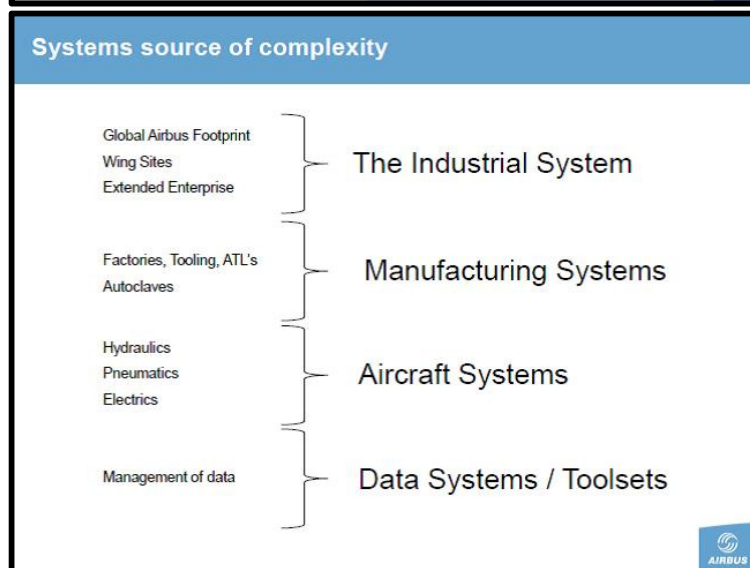 Systems source of complexity
Global Airbus Footprint
Wing Sites
Extended Enterprise
The Industrial System
Factories, Tooling, ATL's
Autoclaves
Manufacturing Systems
Hydraulics
Pneumatics
Electrics
Aircraft Systems
Management of data
Data Systems / Toolsets
AIRBUS